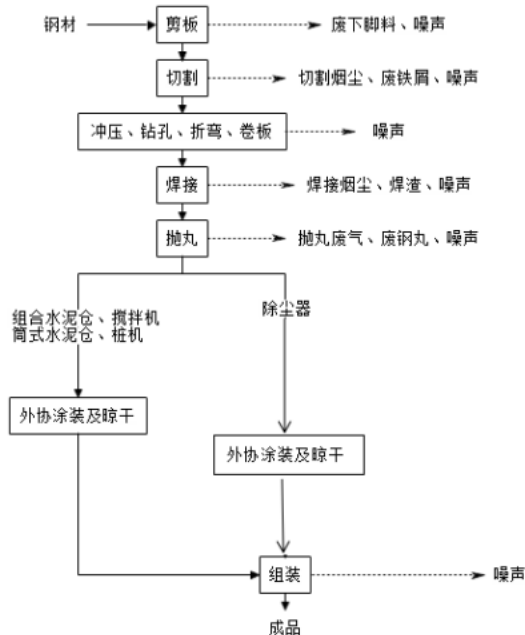 钢材
剪板
废下脚料、噪声
切割
切割烟尘、废铁屑、噪声
冲压、钻孔、折弯、卷板
噪声
焊接
焊接烟尘、焊渣、噪声
抛丸
抛丸废气、废钢丸、噪声
组合水泥仓、搅拌机
筒式水泥仓、桩机
除尘器
外协涂装及晾干
外协涂装及晾干
组装
噪声
成品